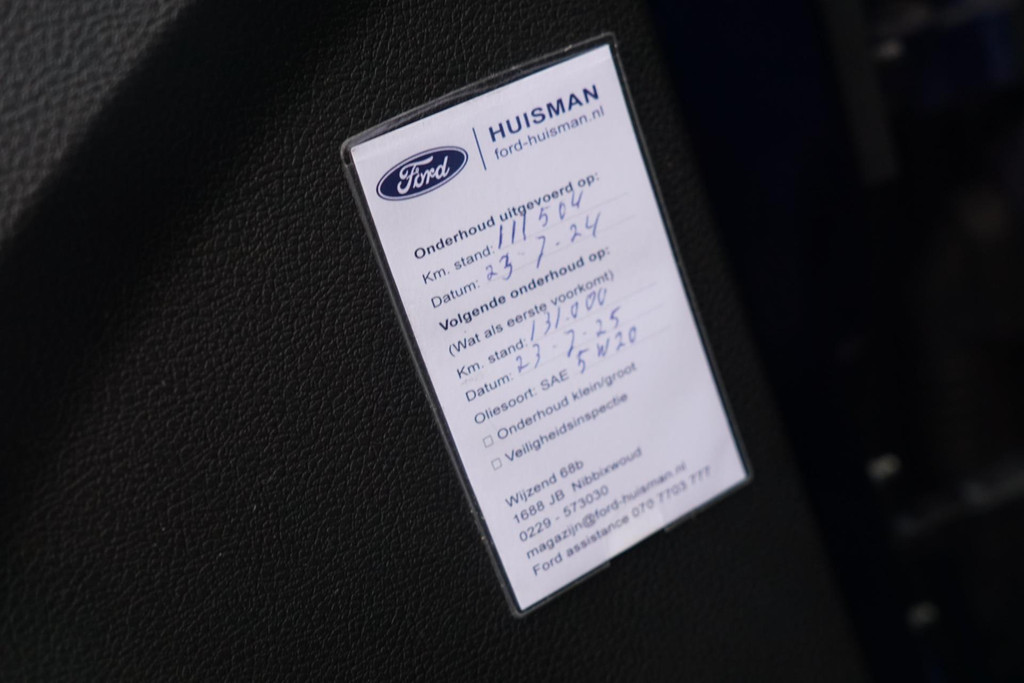 Ford
HUISMAN
ford-huisman.nl
Onderhoud uitgevoerd op:
Km. stand: 111504
Datum: 23-7-24
Volgende onderhoud op:
(Wat als eerste voorkomt)
Km. stand: 131.000
Datum: 23-7-25
Oliesoort: SAE 5W20
□ Onderhoud klein/groot
□ Veiligheidsinspectie
Wijzend 68b
1688 JB Nibbixwoud
0229 - 573030
magazijn@ford-huisman.nl
Ford assistance 070 7703 777